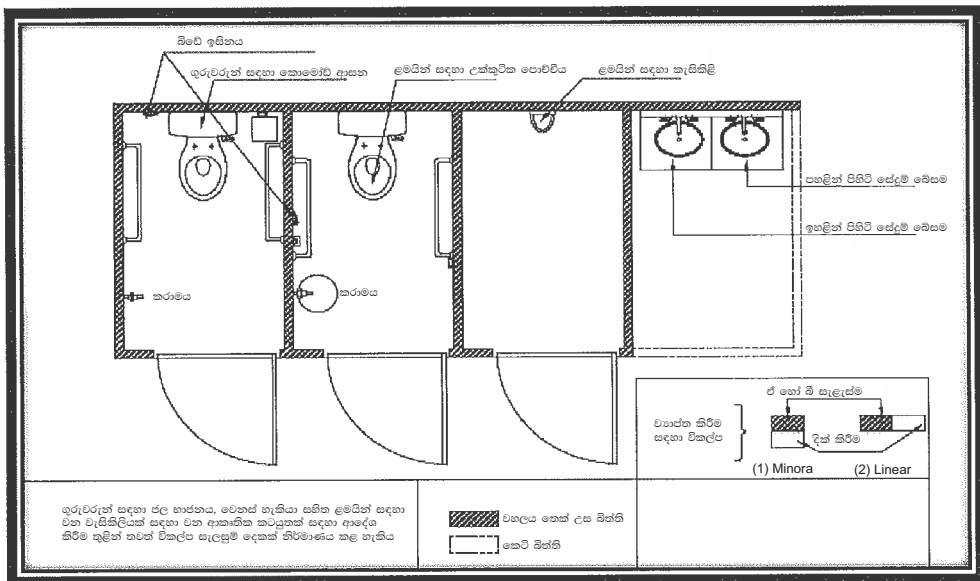 බිඩේ ඉසිනය
ගුරුවරුන් සඳහා කොමෝඩ් ආසන
ළමයින් සඳහා උක්කුටික පොච්චිය
ළමයින් සඳහා කැසිකිළි
පහළින් පිහිටි සේදුම් බේසම
ඉහළින් පිහිටි සේදුම් බේසම
කරාමය
කරාමය
ඒ හෝ බී සැළැස්ම
ව්‍යාප්ත කිරීම
සඳහා විකල්ප
දික් කිරීම
(1) Minora
(2) Linear
ගුරුවරුන් සඳහා ජල භාජනය, වෙනස් හැකියා සහිත ළමයින් සඳහා
වන වැසිකිලියක් සඳහා වන ආකෘතික කටයුතක් සඳහා ආදේශ
කිරීම තුළින් තවත් විකල්ප සැලසුම් දෙකක් නිර්මාණය කළ හැකිය
වහලය තෙක් උස බිත්ති
කෙටි බිත්ති